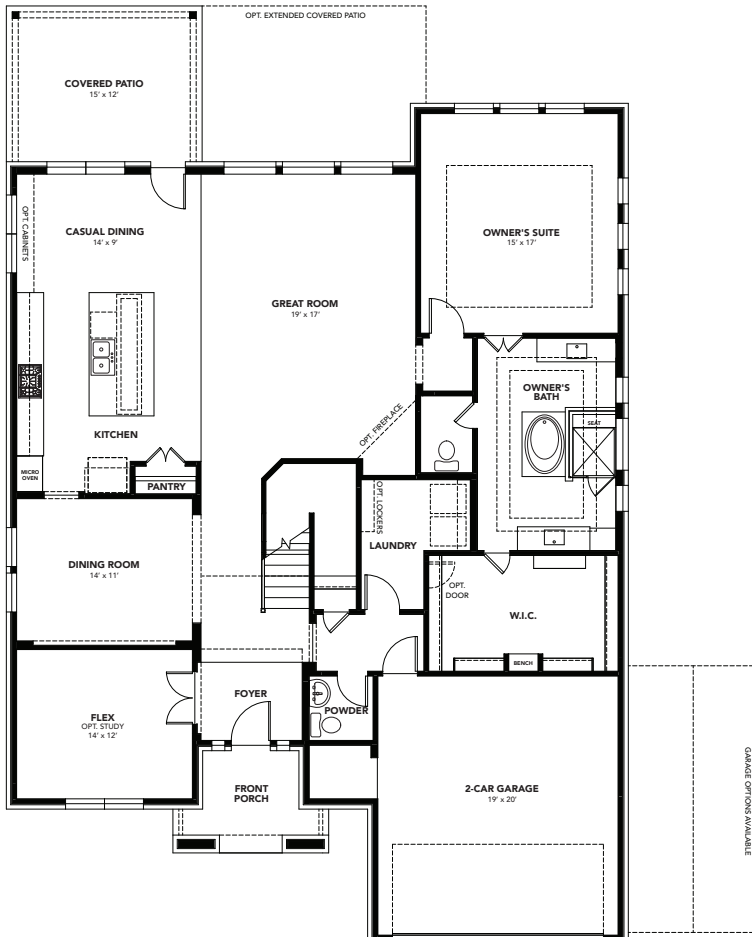 OPT. EXTENDED COVERED PATIO
COVERED PATIO
15' x 12'
OPT. CABINETS
CASUAL DINING
14' x 9'
OWNER'S SUITE
15' x 17'
GREAT ROOM
19' x 17'
OWNER'S
BATH
SEAT
OPT. FIREPLACE
KITCHEN
MICRO
OVEN
PANTRY
OPT. LOCKERS
LAUNDRY
DINING ROOM
14' x 11'
OPT.
DOOR
W.I.C.
BENCH
FOYER
POWDER
FLEX
OPT. STUDY
14' x 12'
FRONT
PORCH
2-CAR GARAGE
19' x 20'
GARAGE OPTIONS AVAILABLE